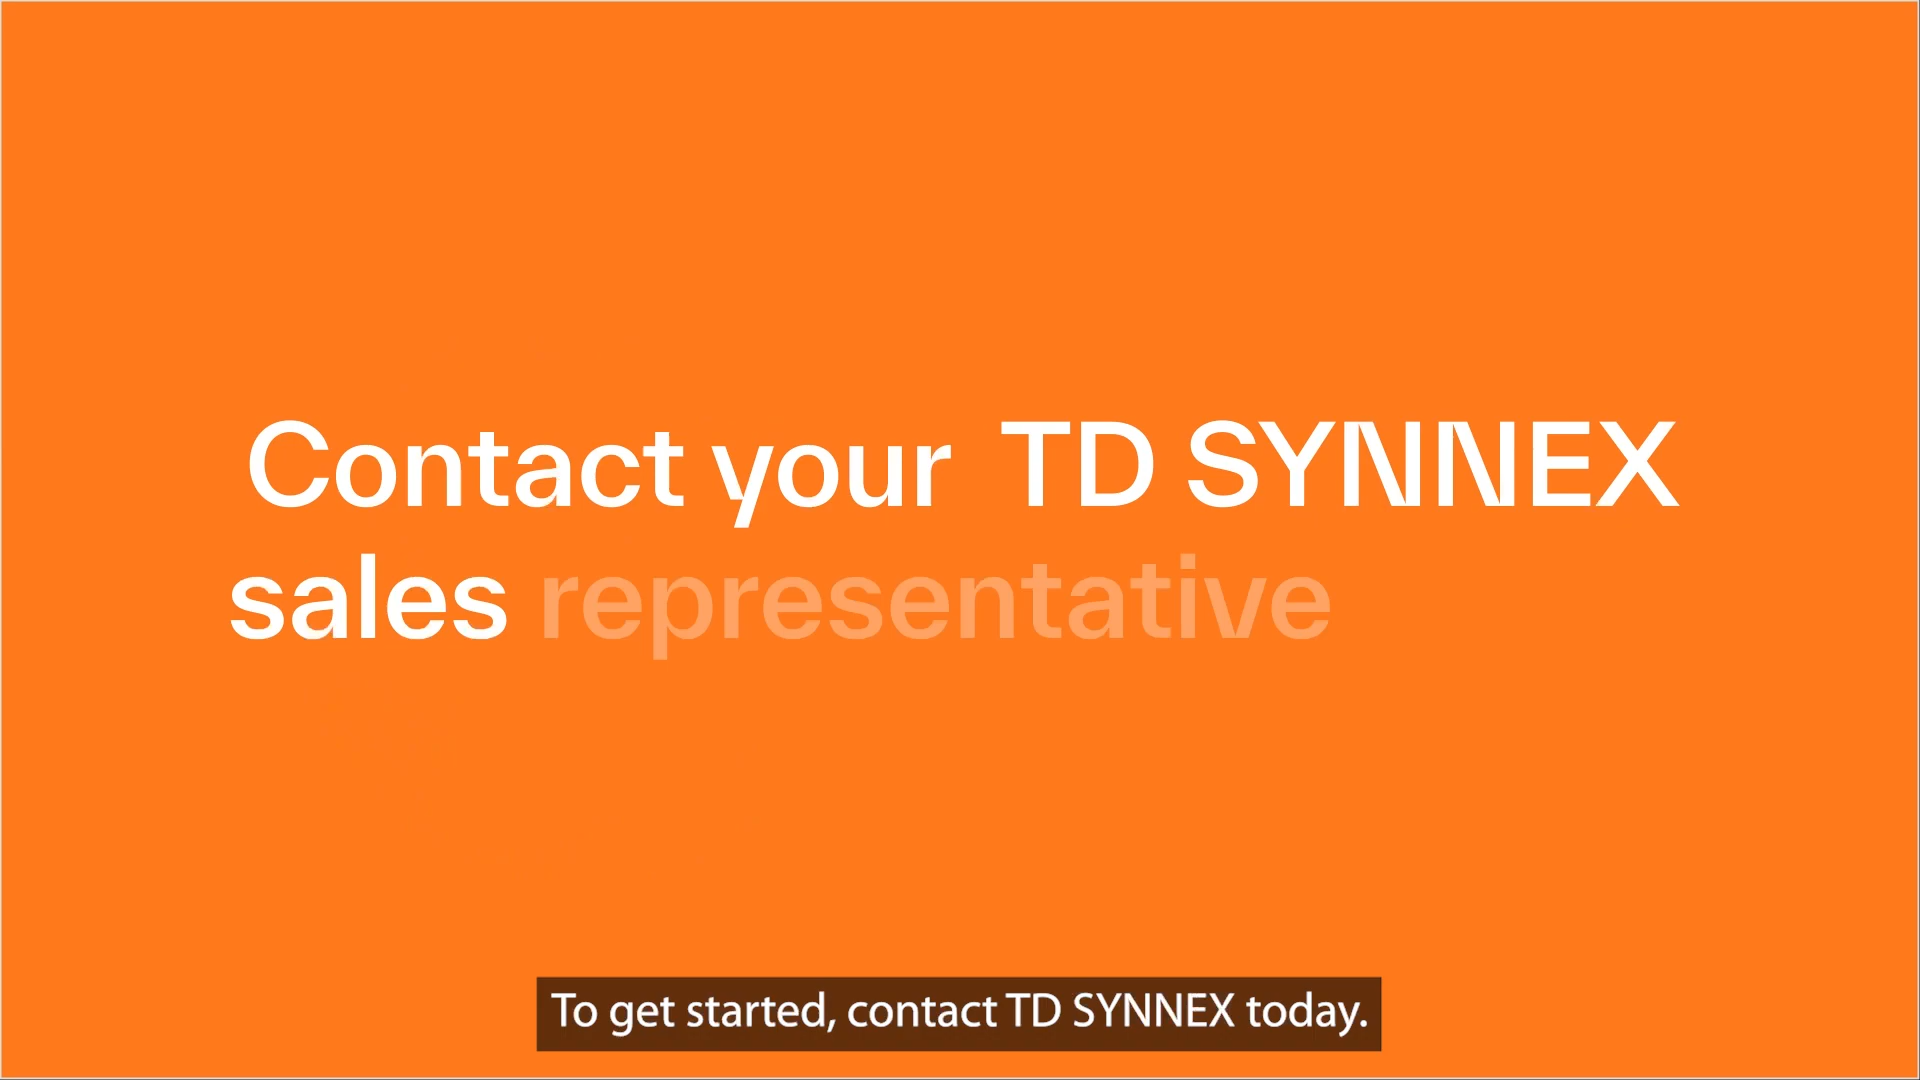 Contact your TD SYNNEX
sales representative
To get started, contact TD SYNNEX today.